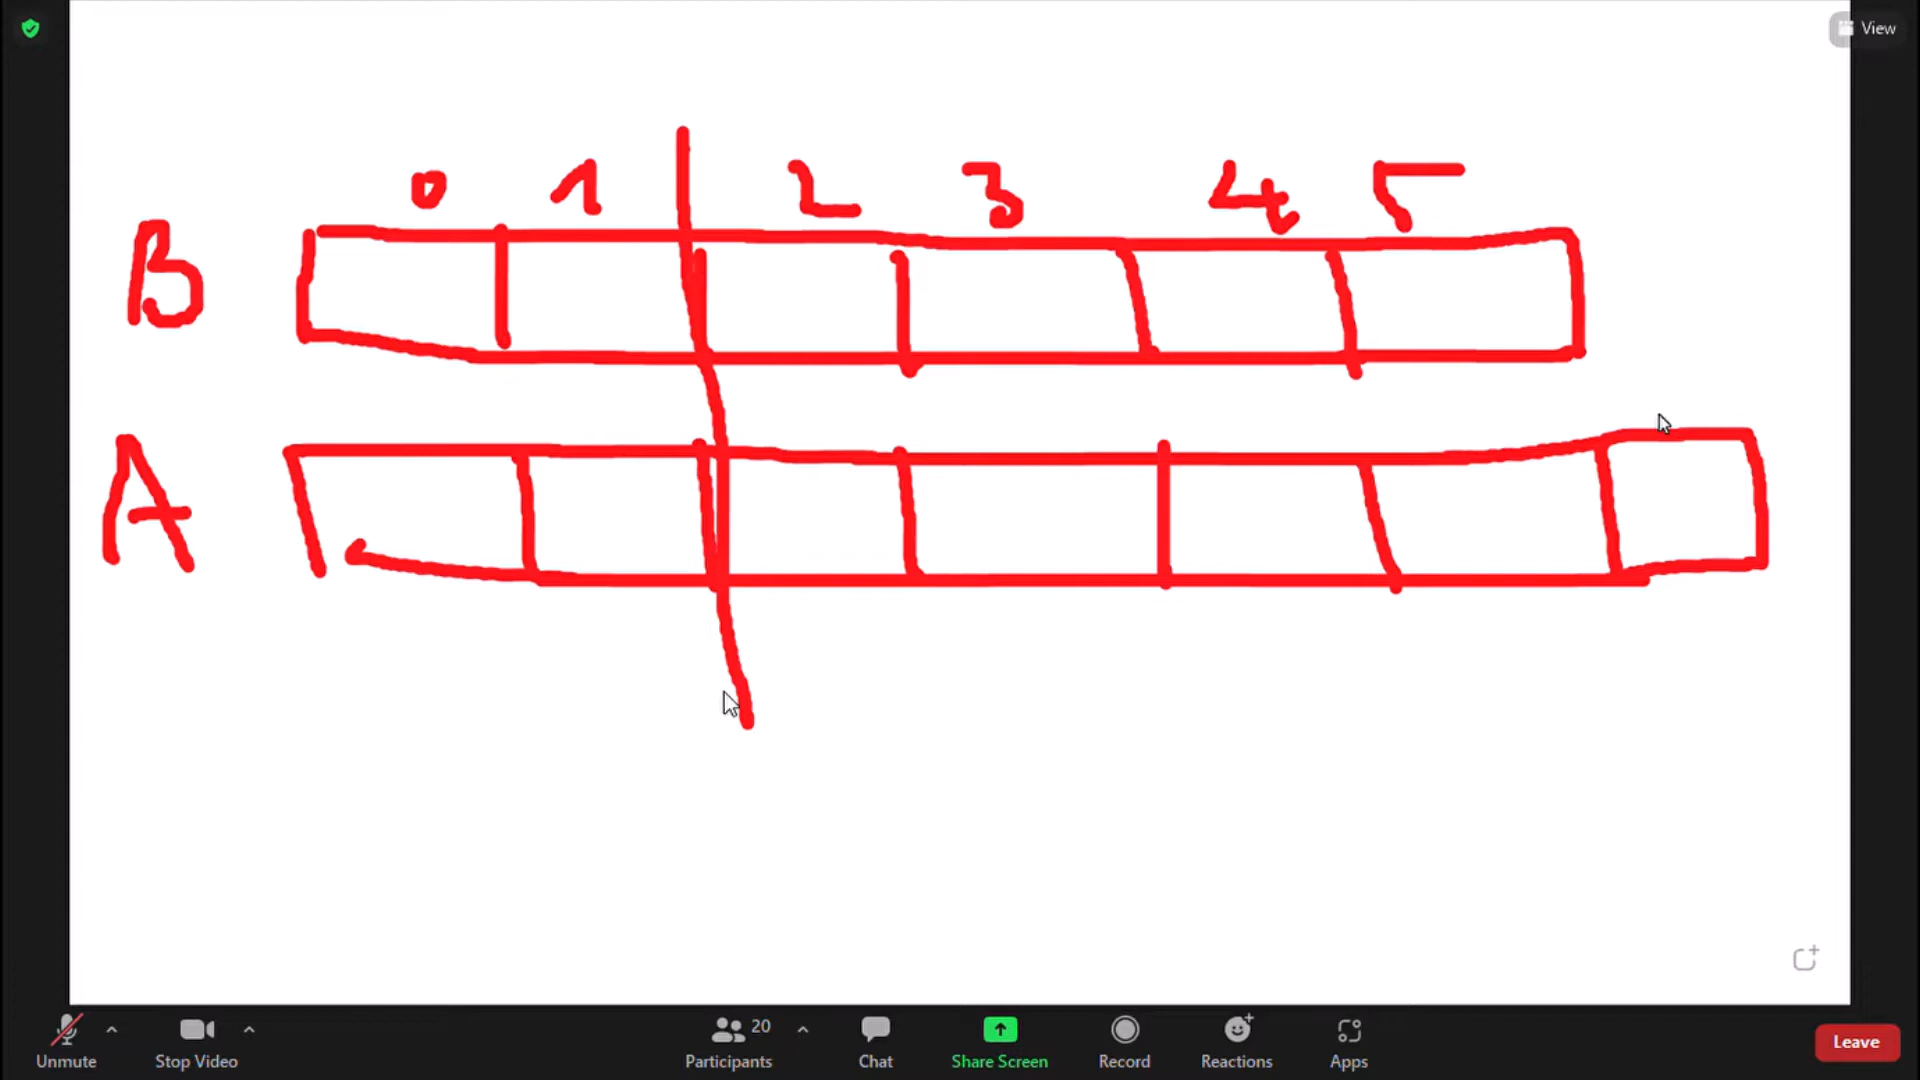 View
0 1 2 3 4 5
B
A
20
Unmute Stop Video Participants Chat Share Screen Record Reactions Apps Leave